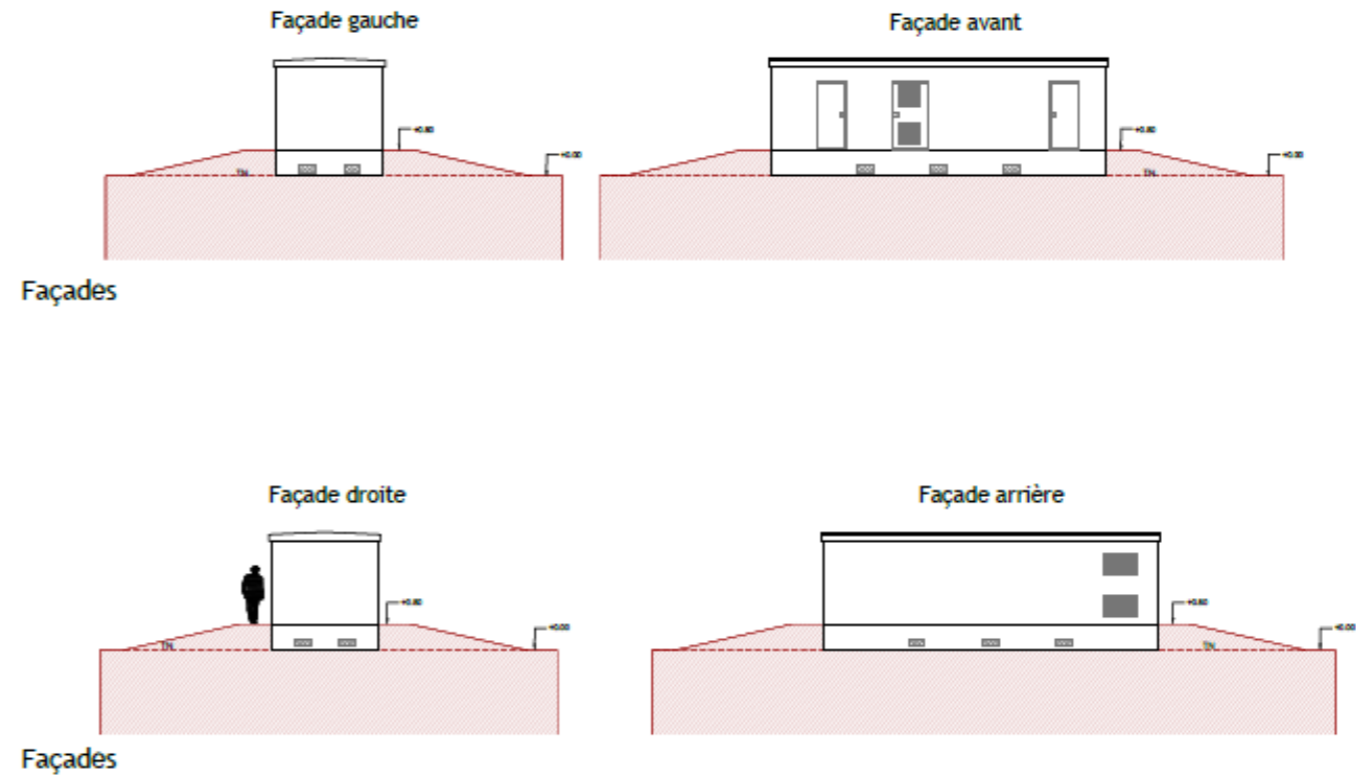 Façade gauche
Façade avant
+0.80
+0.00
TN
+0.80
+0.00
TN
Façades
Façade droite
Façade arrière
+0.80
+0.00
TN
+0.80
+0.00
TN
Façades